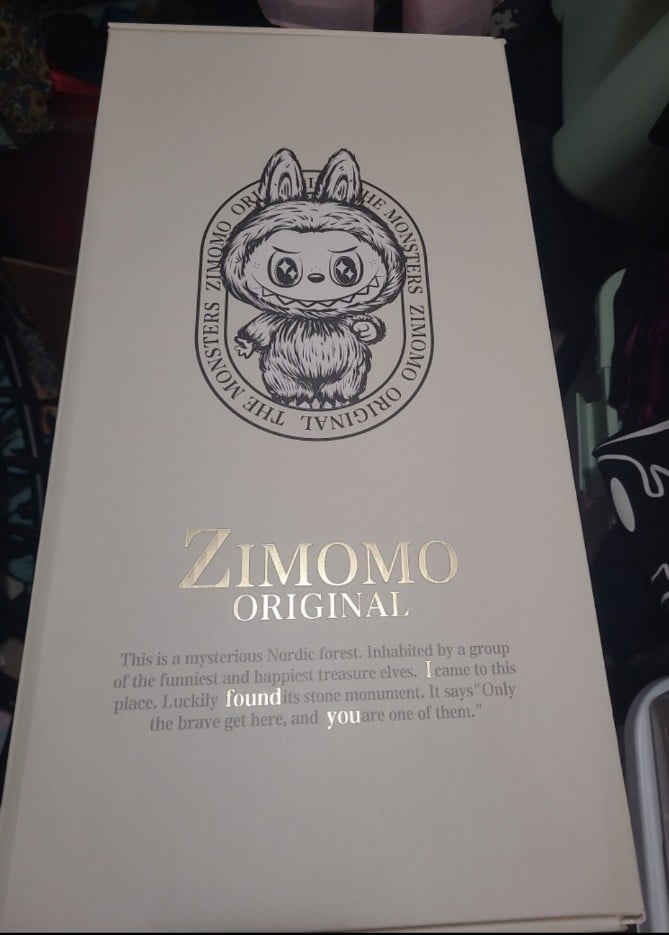 ZIMOMO ORIGINAL THE MONSTERS ZIMOMO ORI THE MONSTERS
ZIMOMO
ORIGINAL
This is a mysterious Nordic forest. Inhabited by a group
of the funniest and happiest treasure elves. I came to this
place. Luckily found its stone monument. It says"Only
the brave get here, and you are one of them."